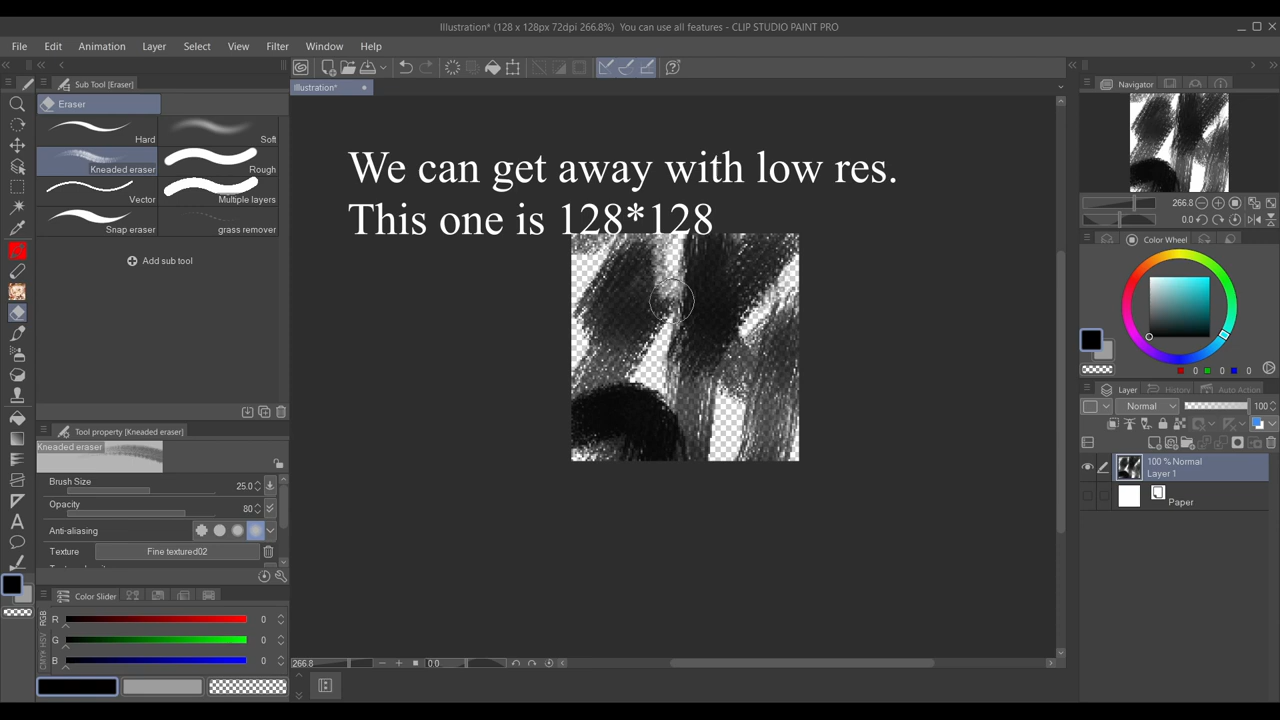 Illustration* (128 x 128px 72dpi 266.8%)  You can use all features - CLIP STUDIO PAINT PRO
File Edit Animation Layer Select View Filter Window Help
Sub Tool [Eraser]
Illustration*
Navigator
Eraser
Hard Soft
Kneaded eraser Rough
Vector Multiple layers
Snap eraser grass remover
Add sub tool
We can get away with low res.
This one is 128*128
266.8
0.0
Color Wheel
0 0 0
Layer History Auto Action
Normal 100
100 % Normal
Layer 1
Paper
Tool property [Kneaded eraser]
Kneaded eraser
Brush Size 25.0
Opacity 80
Anti-aliasing
Texture Fine textured02
Color Slider
RGB
HSV
CMYK
R 0
G 0
B 0
266.8 0.0